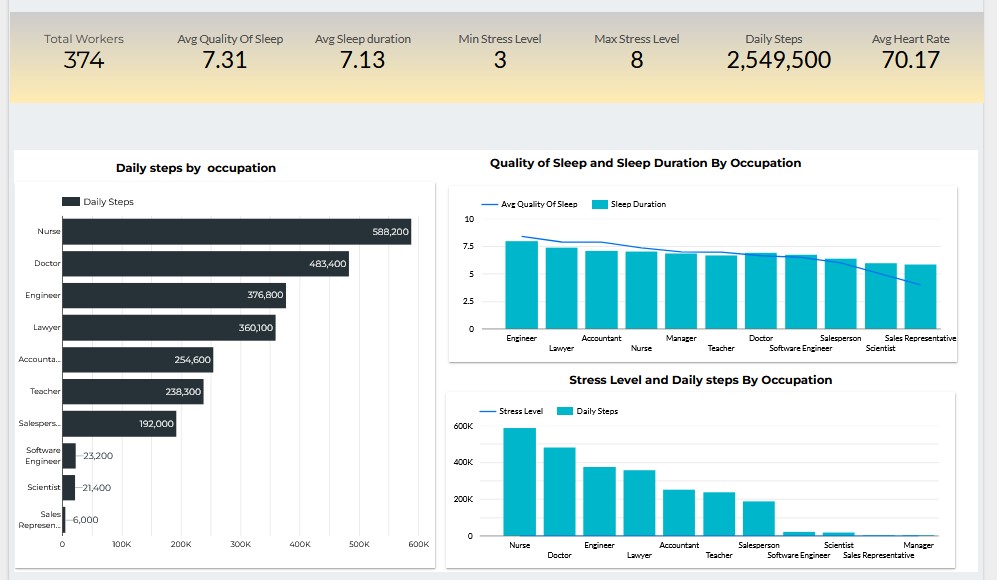 Total Workers
374
Avg Quality Of Sleep
7.31
Avg Sleep duration
7.13
Min Stress Level
3
Max Stress Level
8
Daily Steps
2,549,500
Avg Heart Rate
70.17
Daily steps by occupation
Daily Steps
Nurse
588,200
Doctor
483,400
Engineer
376,800
Lawyer
360,100
Accounta...
254,600
Teacher
238,300
Salespers...
192,000
Software
Engineer
23,200
Scientist
21,400
Sales
Represen...
6,000
0 100K 200K 300K 400K 500K 600K
Quality of Sleep and Sleep Duration By Occupation
Avg Quality Of Sleep Sleep Duration
10
7.5
5
2.5
0
Engineer Accountant Manager Doctor Salesperson Sales Representative
Lawyer Nurse Teacher Software Engineer Scientist
Stress Level and Daily steps By Occupation
Stress Level Daily Steps
600K
400K
200K
0
Nurse Engineer Accountant Salesperson Scientist Manager
Doctor Lawyer Teacher Software Engineer Sales Representative